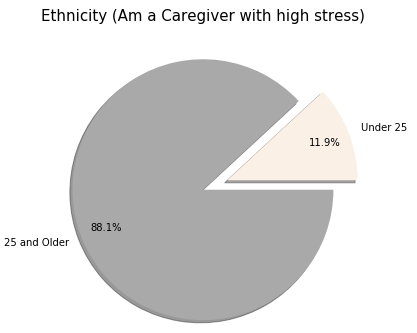 Ethnicity (Am a Caregiver with high stress)
Under 25
11.9%
88.1%
25 and Older